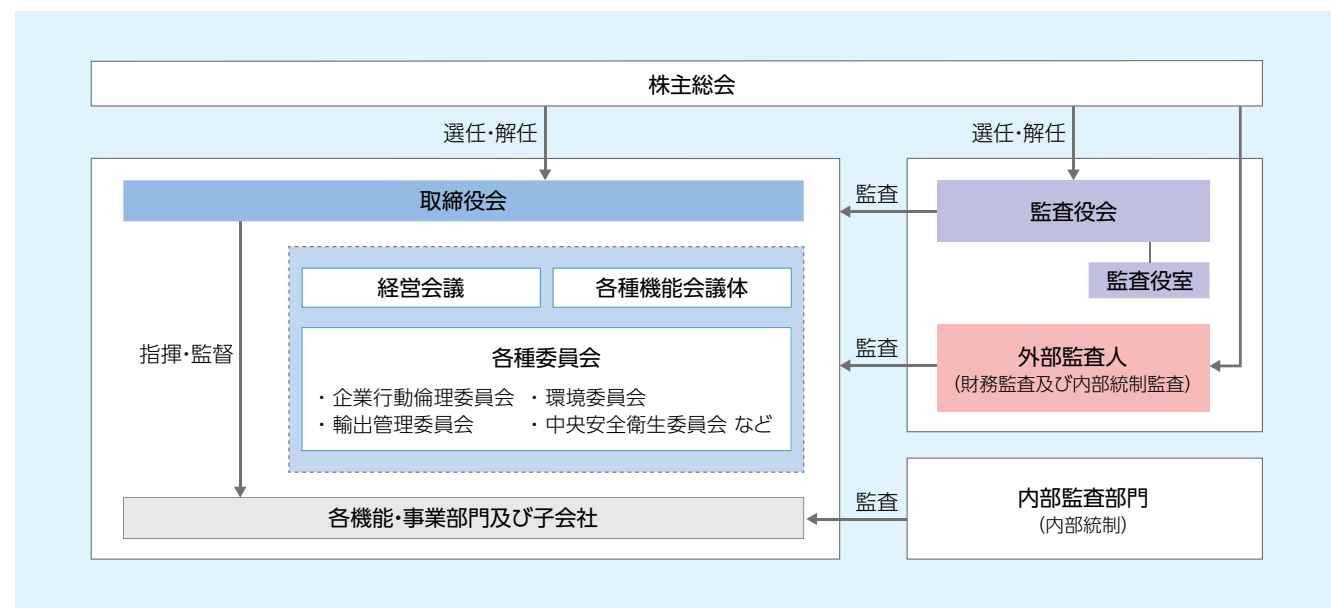 株主総会
選任・解任
選任・解任
取締役会
監査
監査役会
監査役室
経営会議
各種機能会議体
指揮・監督
各種委員会
・企業行動倫理委員会 ・環境委員会
・輸出管理委員会 ・中央安全衛生委員会 など
監査
外部監査人
(財務監査及び内部統制監査)
各機能・事業部門及び子会社
監査
内部監査部門
(内部統制)